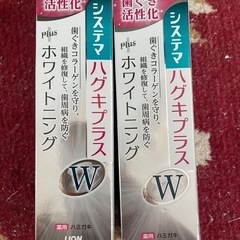 歯ぐき
活性化
システマ
ハグキプラス
plus
ホワイトニング
W
歯ぐきコラーゲンを守り、
組織を修復して、歯周病を防ぐ
薬用 ハミガキ
LION
活性化
システマ
ハグキプラス
plus
ホワイトニング
W
歯ぐきコラーゲンを守り、
組織を修復して、歯周病を防ぐ
薬用 ハミガキ